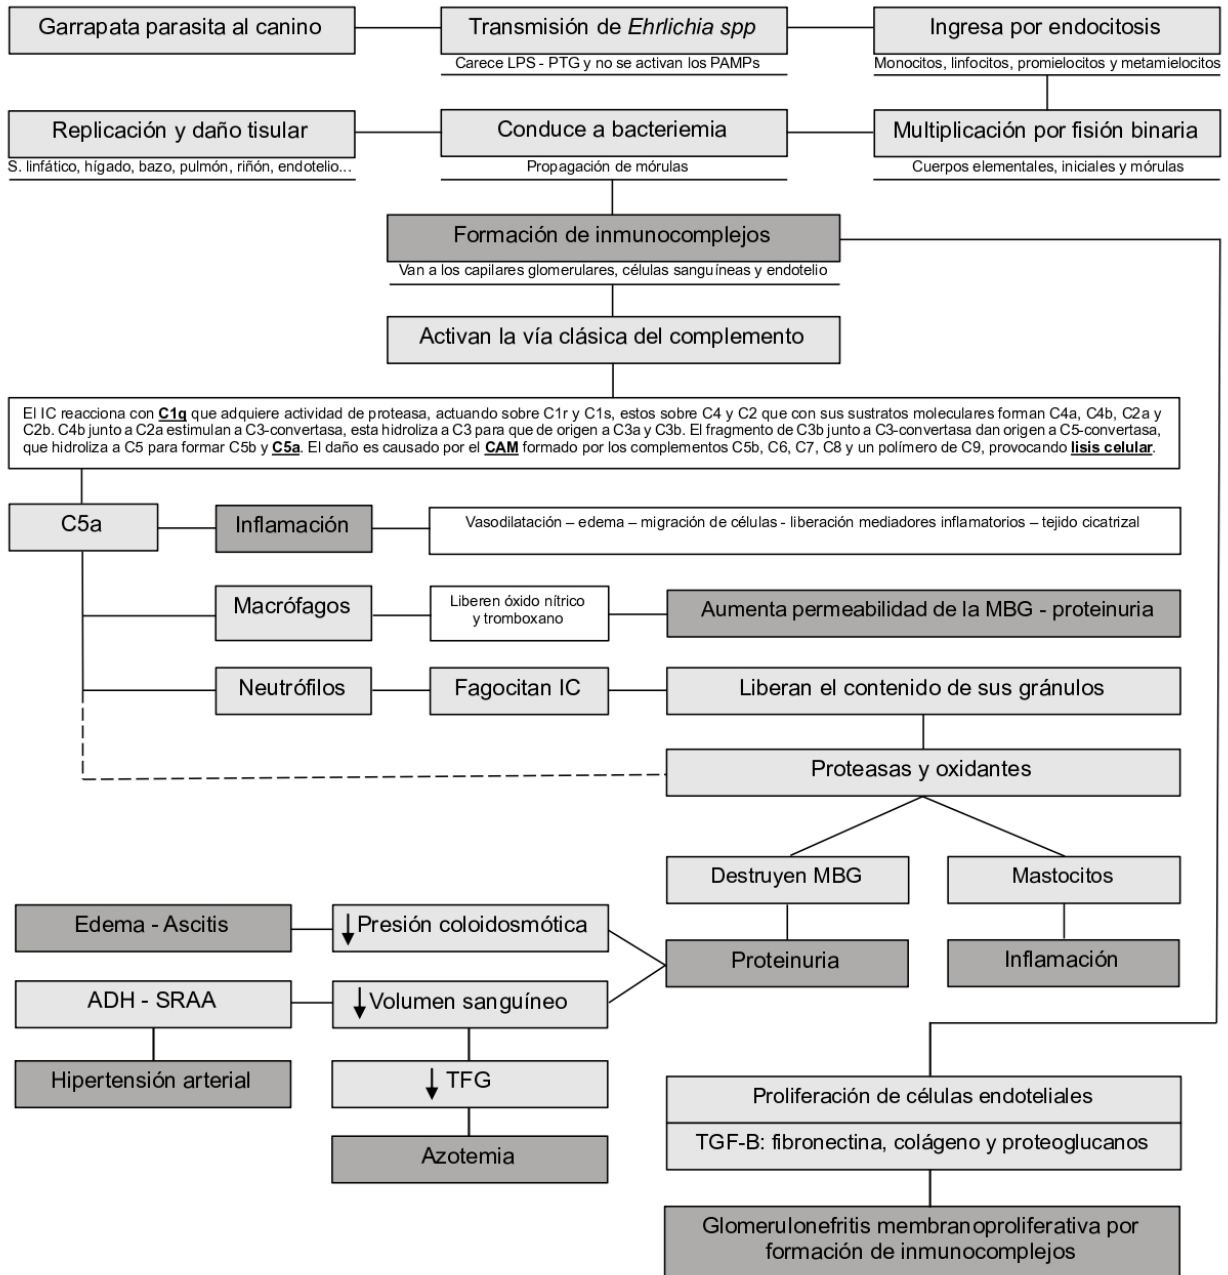 Garrapata parasita al canino
Transmisión de Ehrlichia spp
Carece LPS - PTG y no se activan los PAMPs
Ingresa por endocitosis
Monocitos, linfocitos, promielocitos y metamielocitos
Replicación y daño tisular
S. linfático, hígado, bazo, pulmón, riñón, endotelio...
Conduce a bacteriemia
Propagación de mórulas
Multiplicación por fisión binaria
Cuerpos elementales, iniciales y mórulas
Formación de inmunocomplejos
Van a los capilares glomerulares, células sanguíneas y endotelio
Activan la vía clásica del complemento
El IC reacciona con C1q que adquiere actividad de proteasa, actuando sobre C1r y C1s, estos sobre C4 y C2 que con sus sustratos moleculares forman C4a, C4b, C2a y
C2b. C4b junto a C2a estimulan a C3-convertasa, esta hidroliza a C3 para que de origen a C3a y C3b. El fragmento de C3b junto a C3-convertasa dan origen a C5-convertasa,
que hidroliza a C5 para formar C5b y C5a. El daño es causado por el CAM formado por los complementos C5b, C6, C7, C8 y un polímero de C9, provocando lisis celular.
C5a
Inflamación
Vasodilatación – edema – migración de células - liberación mediadores inflamatorios – tejido cicatrizal
Macrófagos
Liberen óxido nítrico
y tromboxano
Aumenta permeabilidad de la MBG - proteinuria
Neutrófilos
Fagocitan IC
Liberan el contenido de sus gránulos
Proteasas y oxidantes
Destruyen MBG
Mastocitos
Edema - Ascitis
↓ Presión coloidosmótica
Proteinuria
Inflamación
ADH - SRAA
↓ Volumen sanguíneo
Hipertensión arterial
↓ TFG
Azotemia
Proliferación de células endoteliales
TGF-B: fibronectina, colágeno y proteoglucanos
Glomerulonefritis membranoproliferativa por
formación de inmunocomplejos